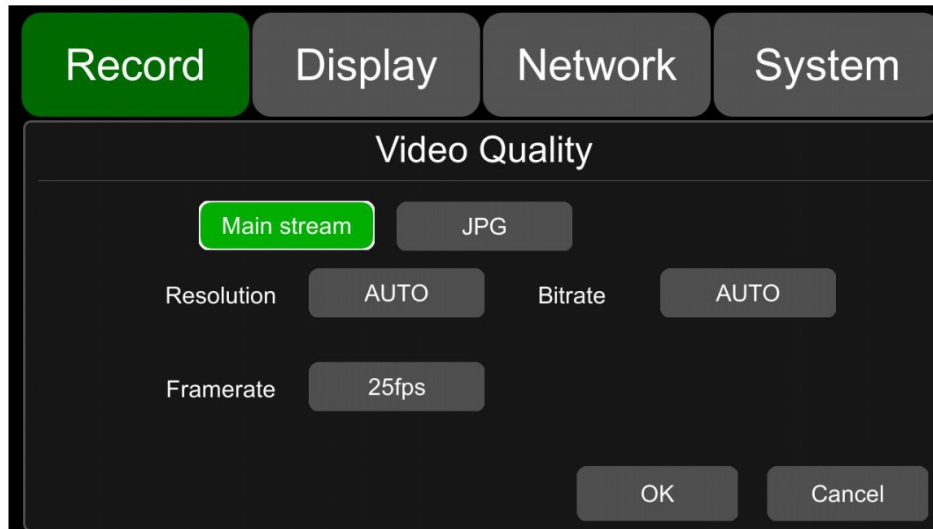 Record Display Network System
Video Quality
Main stream JPG
Resolution AUTO Bitrate AUTO
Framerate 25fps
OK Cancel